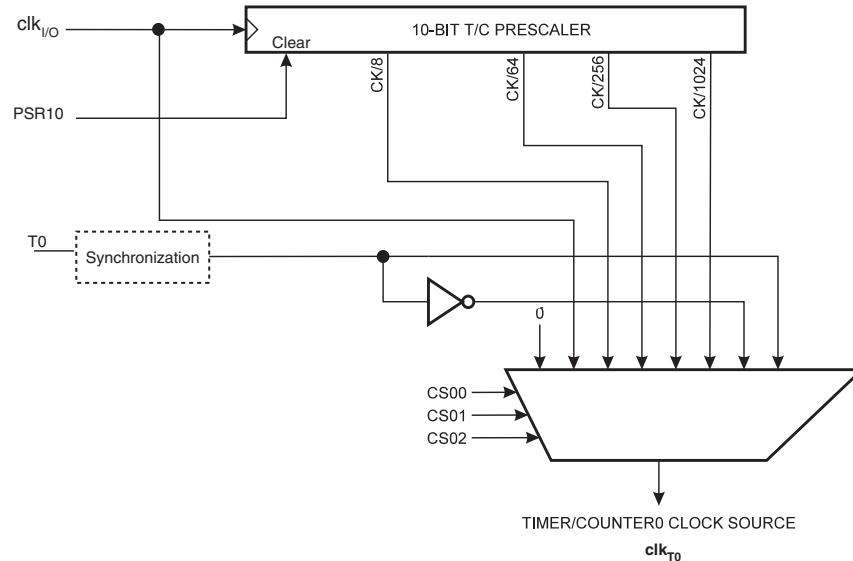 clkI/O
10-BIT T/C PRESCALER
Clear
CK/8
CK/64
CK/256
CK/1024
PSR10
T0
Synchronization
0
CS00
CS01
CS02
TIMER/COUNTER0 CLOCK SOURCE
clkT0